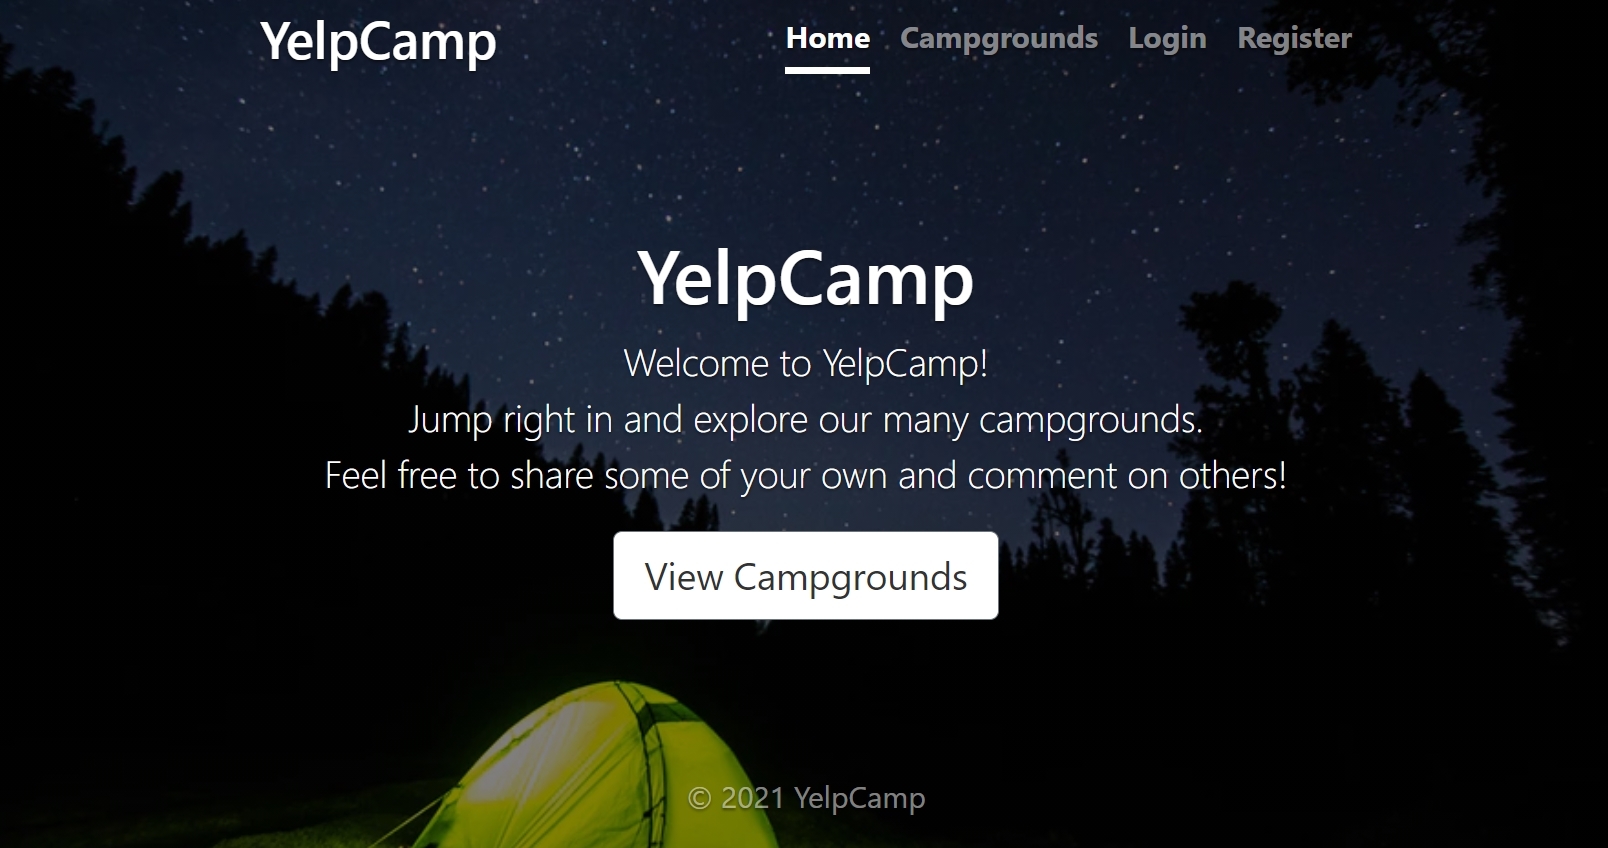 YelpCamp
Home Campgrounds Login Register
YelpCamp
Welcome to YelpCamp!
Jump right in and explore our many campgrounds.
Feel free to share some of your own and comment on others!
View Campgrounds
© 2021 YelpCamp